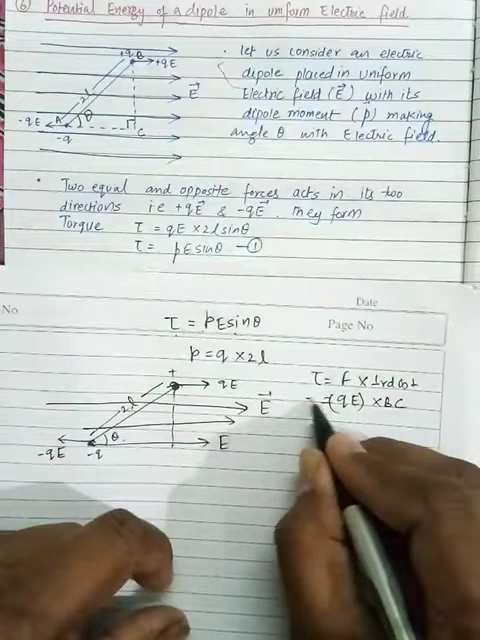 (6) Potential Energy of a dipole in uniform Electric field
+q B
+qE
• Let us consider an electric
dipole placed in uniform
Electric field (E⃗) with its
dipole moment (p⃗) making
angle θ with Electric field.
2l
E⃗
-qE A θ
-q
C
• Two equal and opposite forces acts in its two
directions i.e +qE⃗ & -qE⃗. They form
Torque τ = qE × 2l sinθ
τ = pE sinθ —①
Date
No
Page No
τ = pE sinθ
p = q × 2l
+
qE
τ = F × ⊥rd
= (qE) × BC
2l
E⃗
θ
E
-qE -q